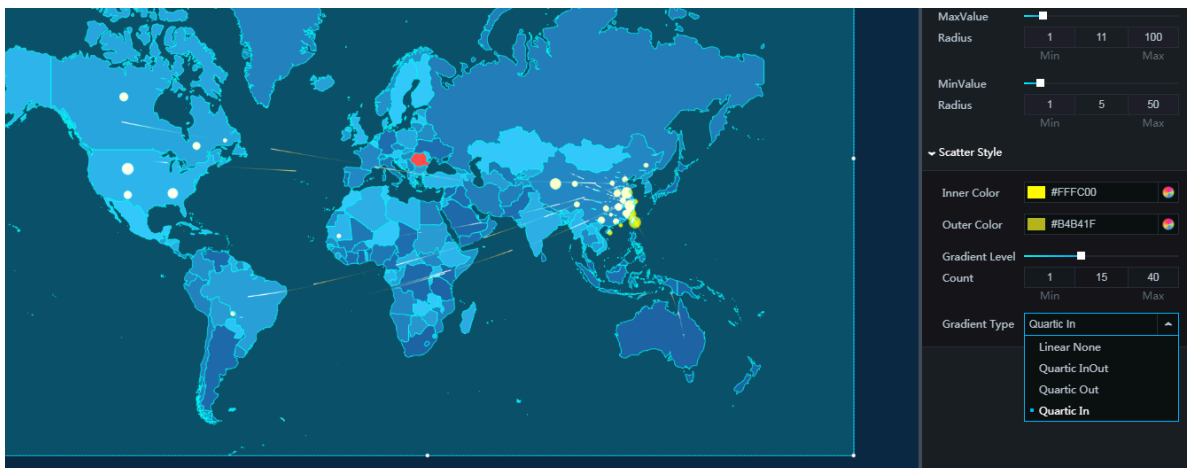 MaxValue
Radius 1 11 100
Min Max
MinValue
Radius 1 5 50
Min Max
Scatter Style
Inner Color #FFFC00
Outer Color #B4B41F
Gradient Level
Count 1 15 40
Min Max
Gradient Type Quartic In
Linear None
Quartic InOut
Quartic Out
Quartic In